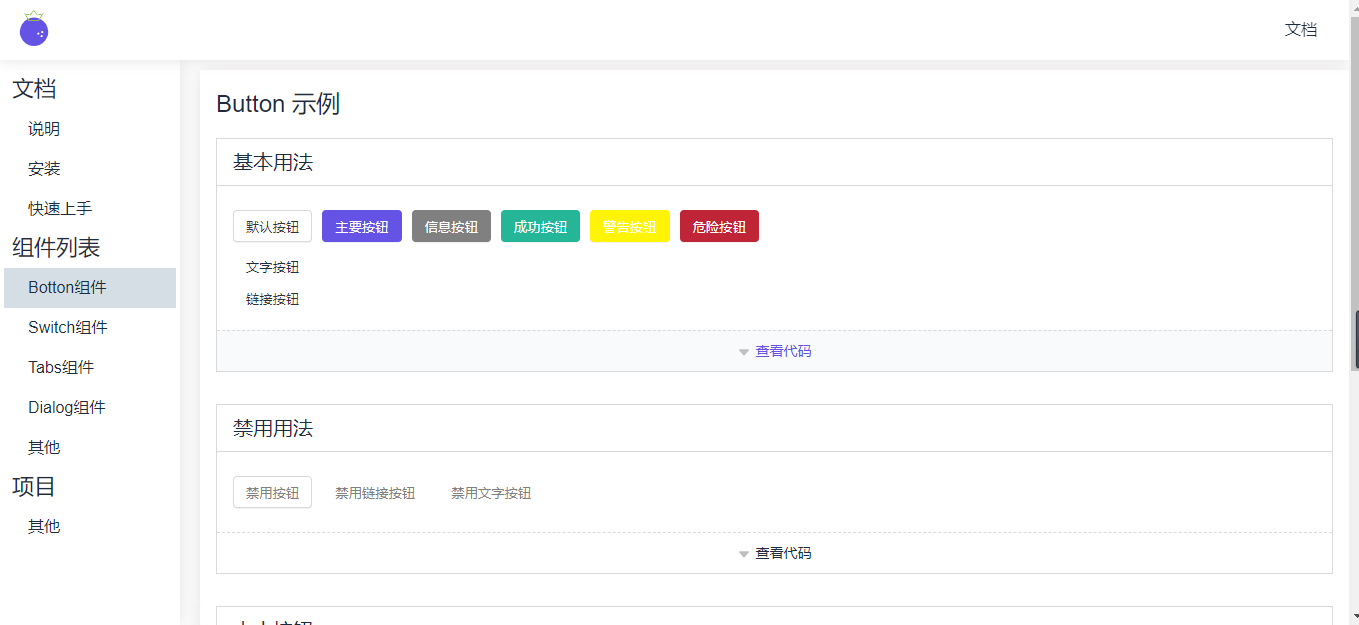 文档
文档
说明
安装
快速上手
组件列表
Botton组件
Switch组件
Tabs组件
Dialog组件
其他
项目
其他
Button 示例
基本用法
默认按钮 主要按钮 信息按钮 成功按钮 警告按钮 危险按钮
文字按钮
链接按钮
查看代码
禁用用法
禁用按钮 禁用链接按钮 禁用文字按钮
查看代码